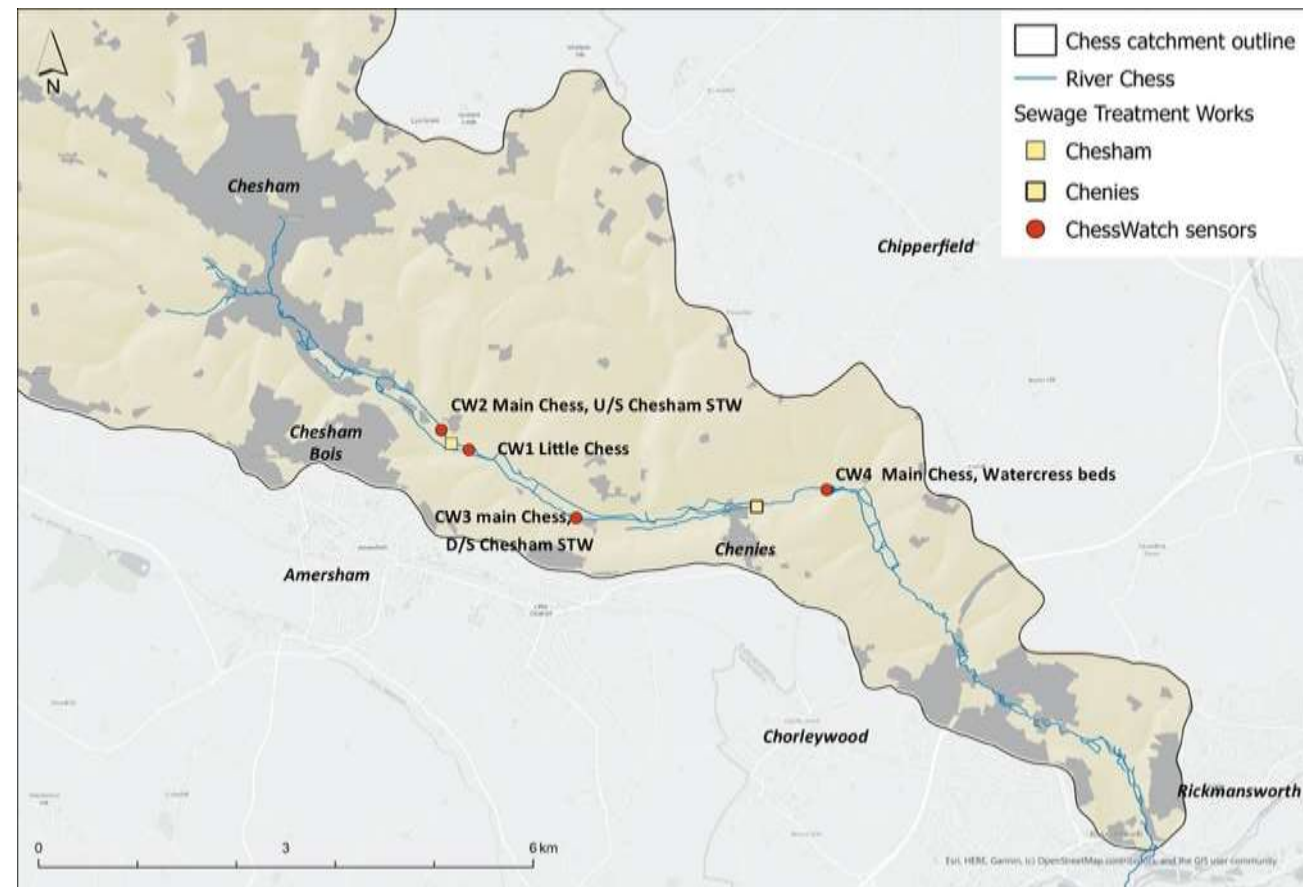 N
Chess catchment outline
River Chess
Sewage Treatment Works
Chesham
Chenies
ChessWatch sensors
Chesham
Chipperfield
CW2 Main Chess, U/S Chesham STW
Chesham
Bois
CW1 Little Chess
CW4 Main Chess, Watercress beds
CW3 main Chess,
D/S Chesham STW
Chenies
Amersham
Chorleywood
Rickmansworth
0 3 6 km
Esri, HERE, Garmin, (c) OpenStreetMap contributors, and the GIS user community